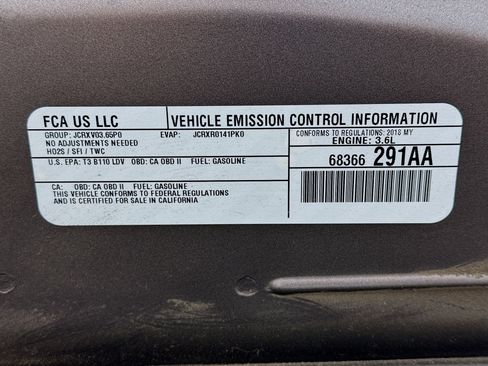 FCA US LLC
VEHICLE EMISSION CONTROL INFORMATION
GROUP: JCRXV03.65P0 EVAP: JCRXR0141PK0
NO ADJUSTMENTS NEEDED
HO2S / SFI / TWC
CONFORMS TO REGULATIONS: 2018 MY
ENGINE: 3.6L
U.S. EPA: T3 B110 LDV OBD: CA OBD II FUEL: GASOLINE
68366 291AA
CA: OBD: CA OBD II FUEL: GASOLINE
THIS VEHICLE CONFORMS TO FEDERAL REGULATIONS
AND IS CERTIFIED FOR SALE IN CALIFORNIA